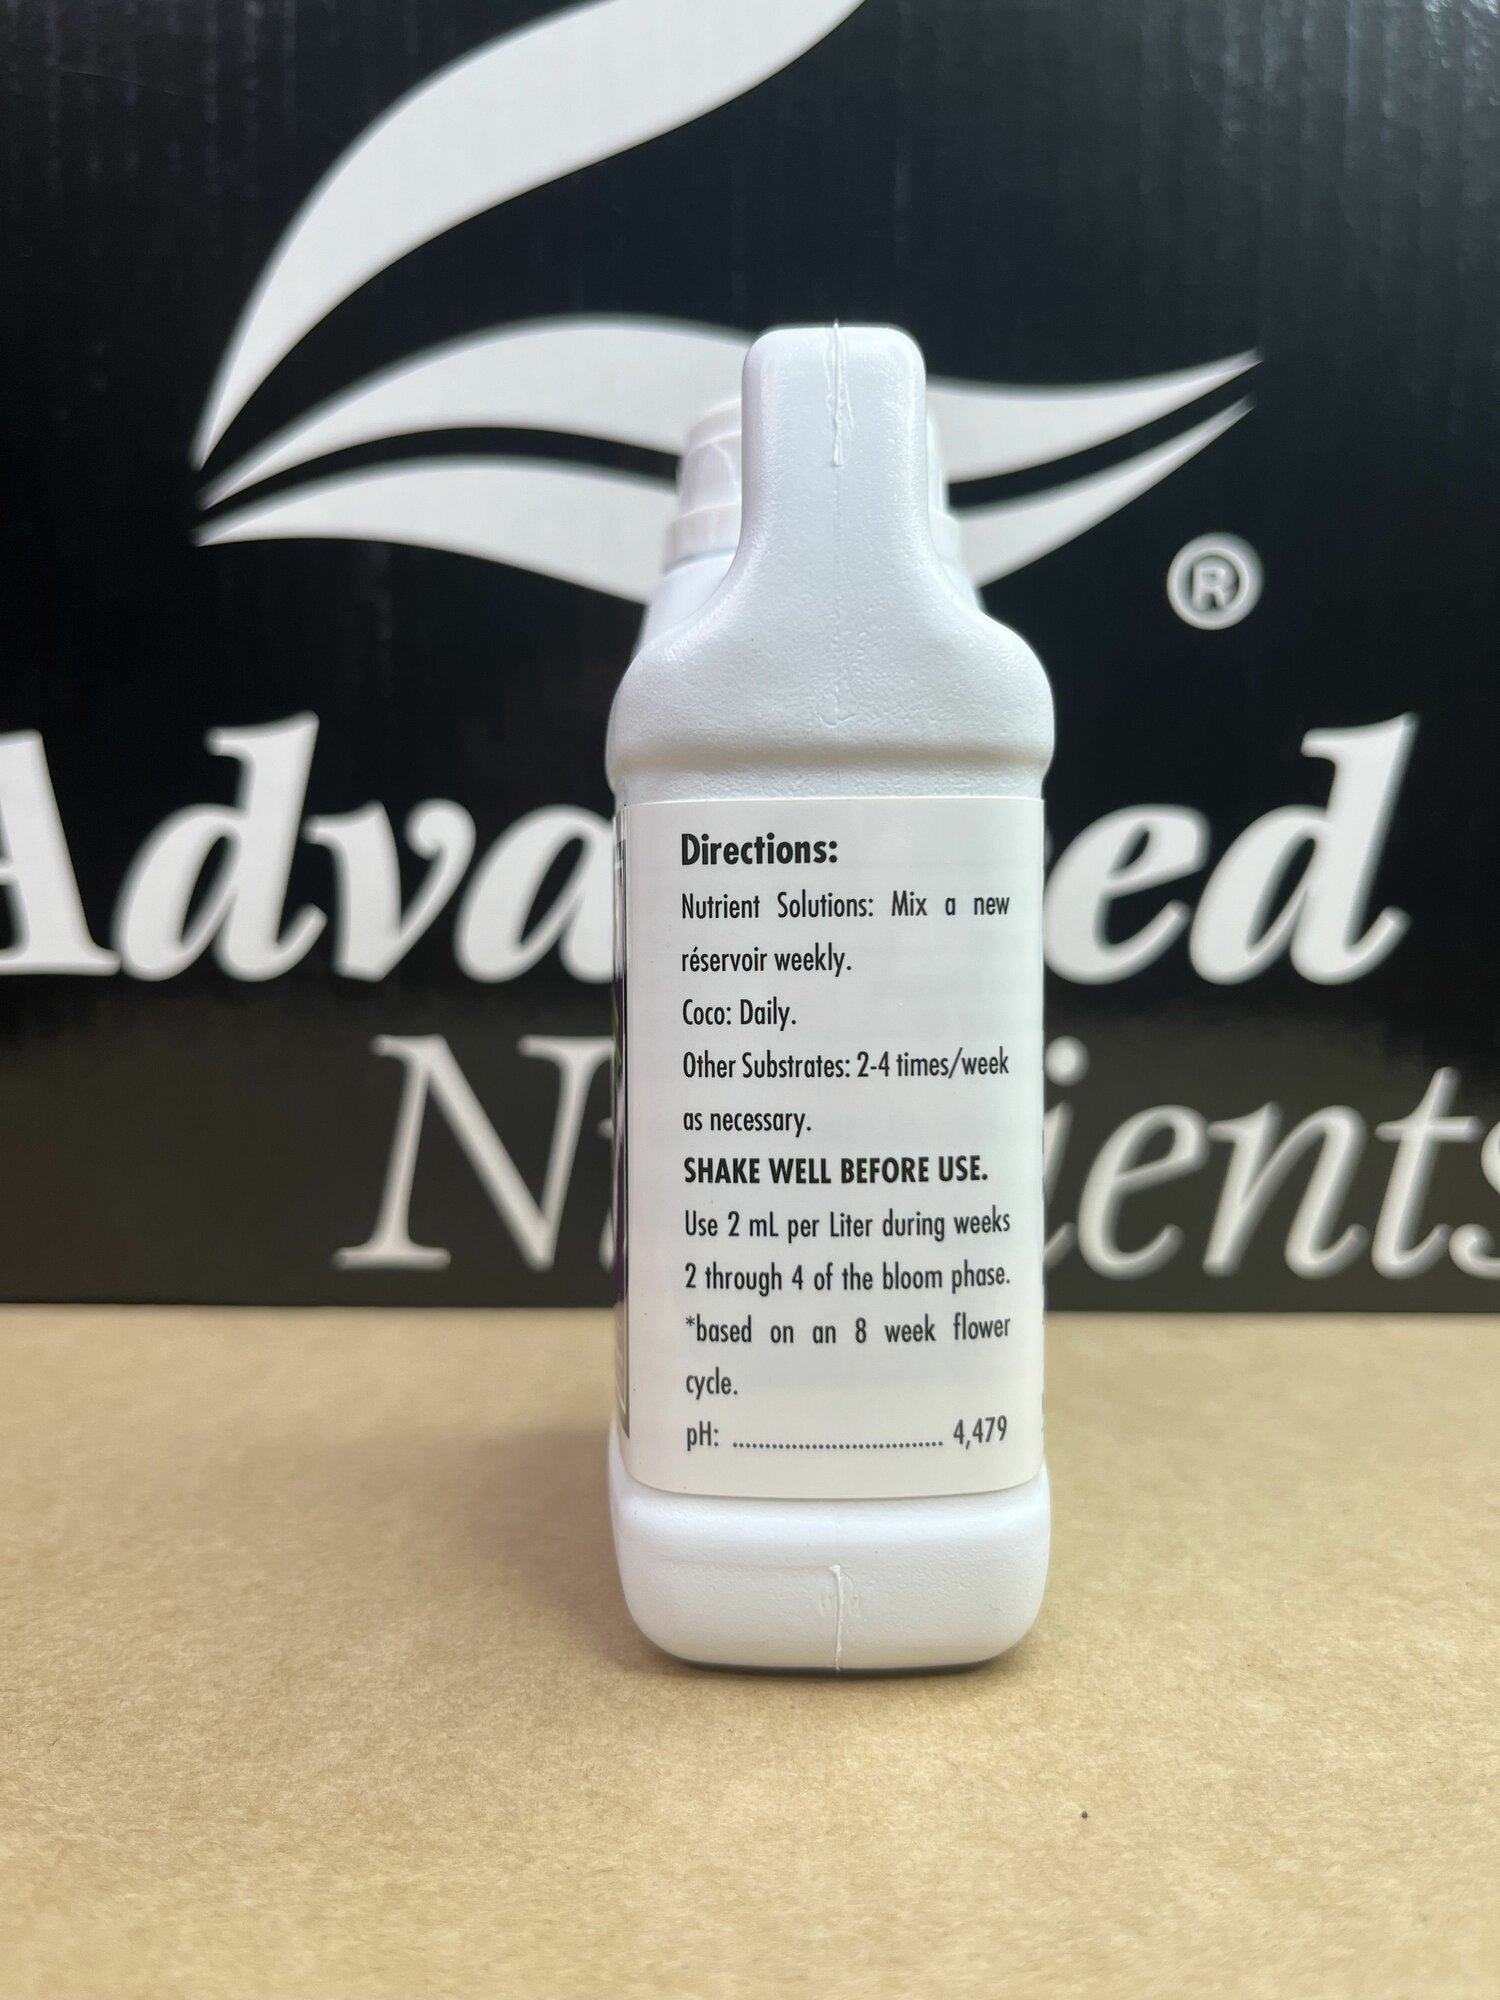 ®
Advanced
Nutrients
Directions:
Nutrient Solutions: Mix a new
réservoir weekly.
Coco: Daily.
Other Substrates: 2-4 times/week
as necessary.
SHAKE WELL BEFORE USE.
Use 2 mL per Liter during weeks
2 through 4 of the bloom phase.
*based on an 8 week flower
cycle.
pH: ................................. 4,479